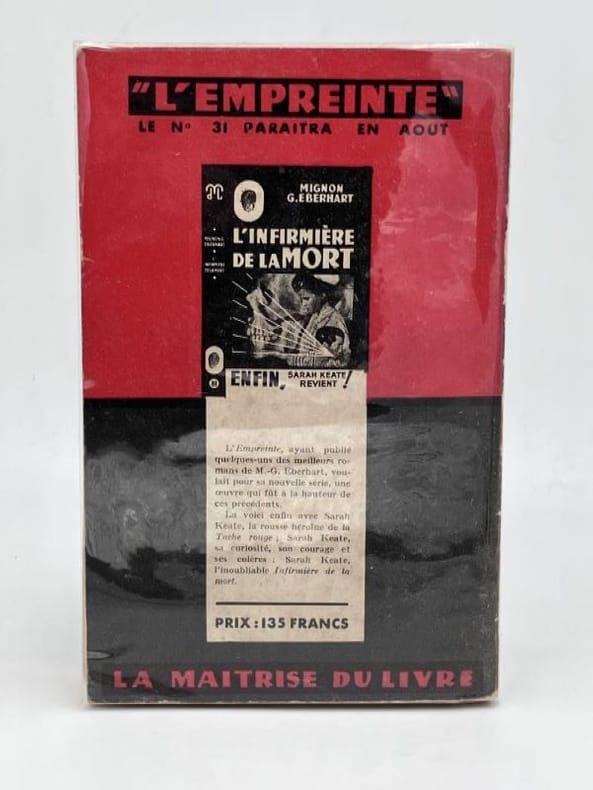 "L'EMPREINTE"
LE No 31 PARAITRA EN AOUT
MIGNON
G. EBERHART
L'INFIRMIÈRE
DE LA MORT
ENFIN, SARAH KEATE
REVIENT !
L'Empreinte, ayant publié
quelques-uns des meilleurs ro-
mans de M.-G. Eberhart, vou-
lait pour sa nouvelle série, une
œuvre qui fût à la hauteur de
ces précédents.
La voici enfin avec Sarah
Keate, la rousse héroïne de la
Tache rouge ; Sarah Keate,
sa curiosité, son courage et
ses colères ; Sarah Keate,
l'inoubliable Infirmière de la
mort.
PRIX : 135 FRANCS
LA MAITRISE DU LIVRE